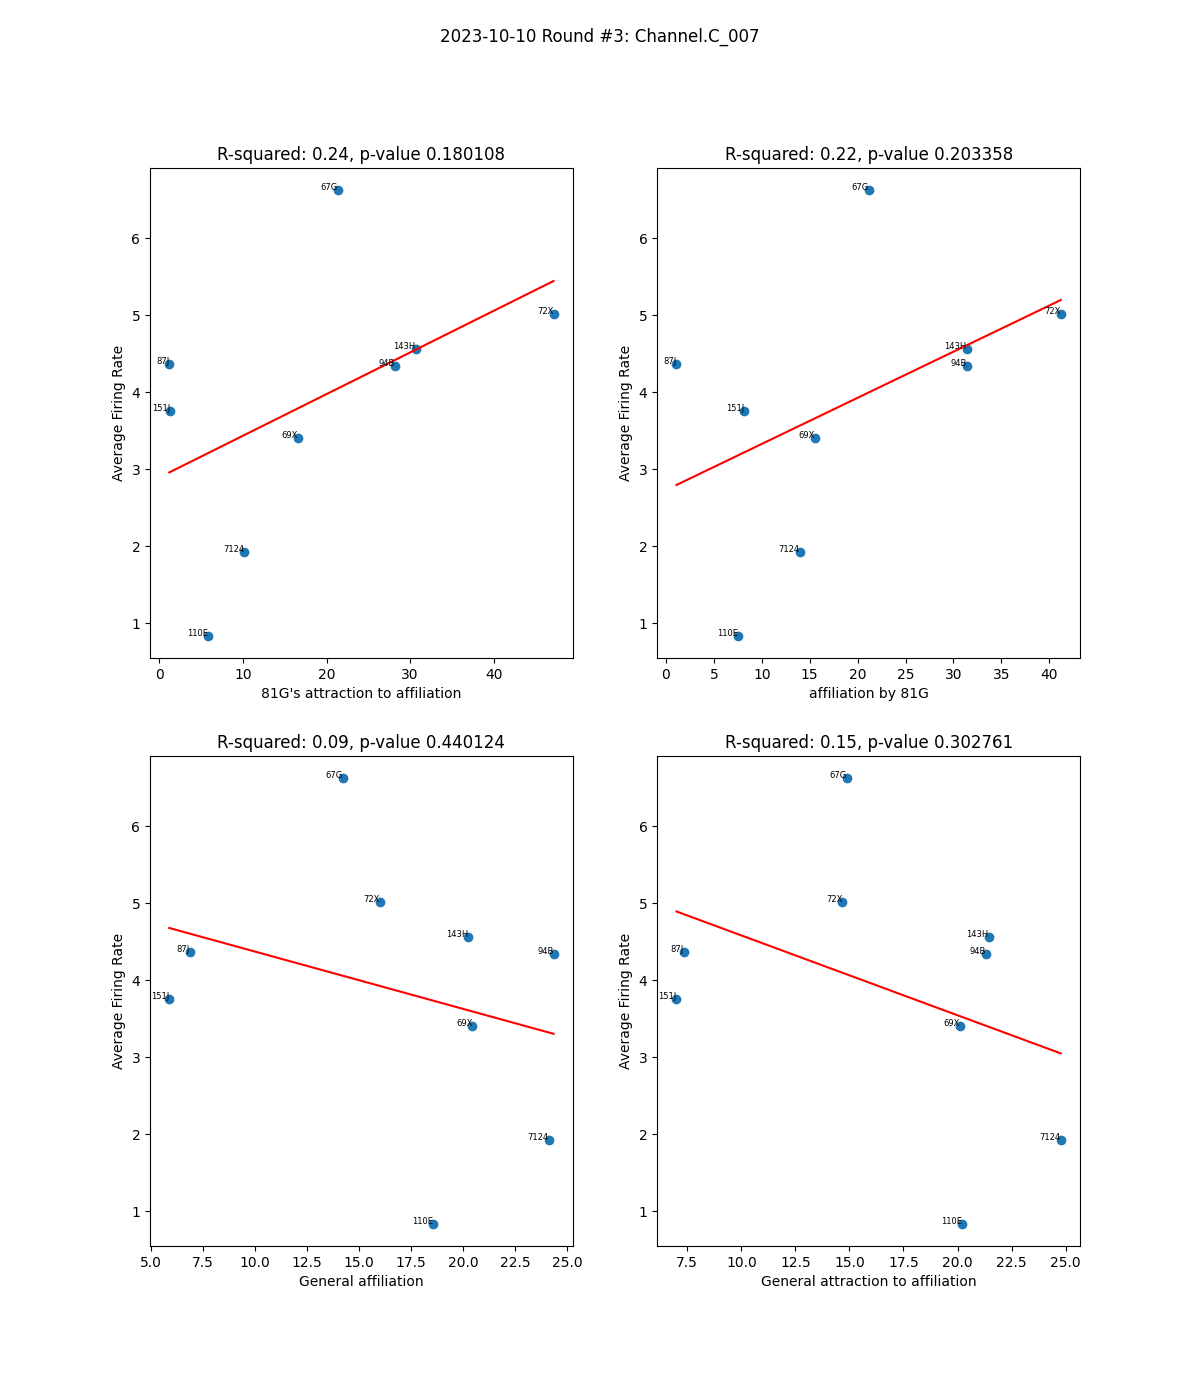 2023-10-10 Round #3: Channel.C_007
R-squared: 0.24, p-value 0.180108
67G
72X
143H
94B
87J
151J
69X
7124
110E
1
2
3
4
5
6
Average Firing Rate
0
10
20
30
40
81G's attraction to affiliation
R-squared: 0.22, p-value 0.203358
67G
72X
143H
94B
87J
151J
69X
7124
110E
1
2
3
4
5
6
Average Firing Rate
0
5
10
15
20
25
30
35
40
affiliation by 81G
R-squared: 0.09, p-value 0.440124
67G
72X
143H
94B
87J
151J
69X
7124
110E
1
2
3
4
5
6
Average Firing Rate
5.0
7.5
10.0
12.5
15.0
17.5
20.0
22.5
25.0
General affiliation
R-squared: 0.15, p-value 0.302761
67G
72X
143H
94B
87J
151J
69X
7124
110E
1
2
3
4
5
6
Average Firing Rate
7.5
10.0
12.5
15.0
17.5
20.0
22.5
25.0
General attraction to affiliation